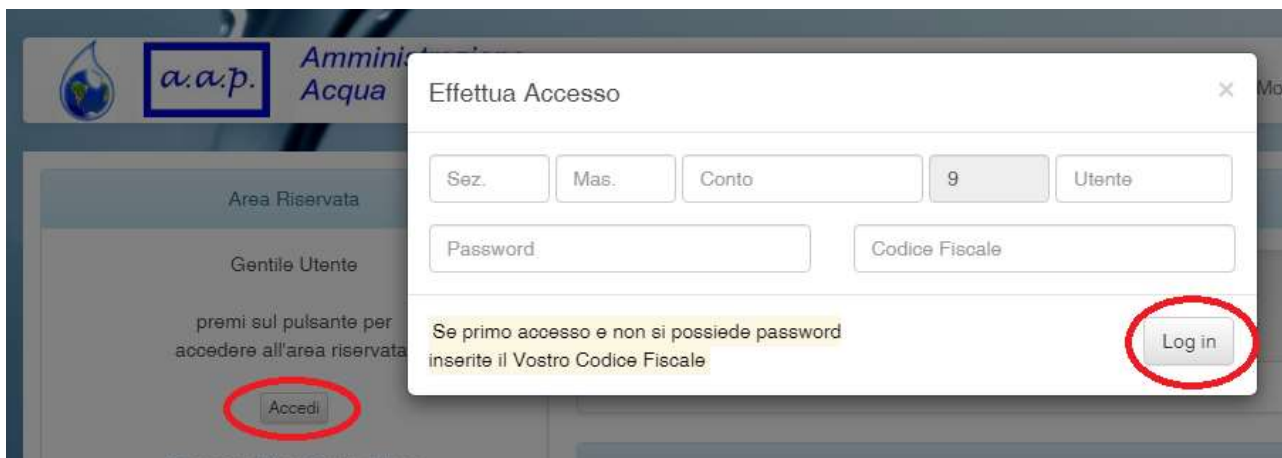 a.a.p.
Acqua
Effettua Accesso
×
Mo
Sez.
Mas.
Conto
9
Utente
Password
Codice Fiscale
Se primo accesso e non si possiede password
inserite il Vostro Codice Fiscale
Log in
Area Riservata
Gentile Utente
premi sul pulsante per
accedere all'area riservata
Accedi